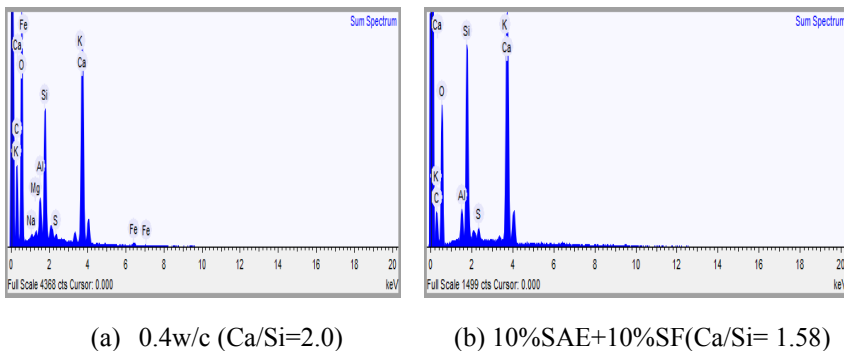 Sum Spectrum
Fe
Ca
O
K
Ca
Si
C
K
Al
Mg
Na
S
Fe Fe
0 2 4 6 8 10 12 14 16 18 20
Full Scale 4368 cts Cursor: 0.000 keV
(a) 0.4w/c (Ca/Si=2.0)
Sum Spectrum
Ca
Si
K
Ca
O
K
C
Al
S
0 2 4 6 8 10 12 14 16 18 20
Full Scale 1499 cts Cursor: 0.000 keV
(b) 10%SAE+10%SF(Ca/Si= 1.58)